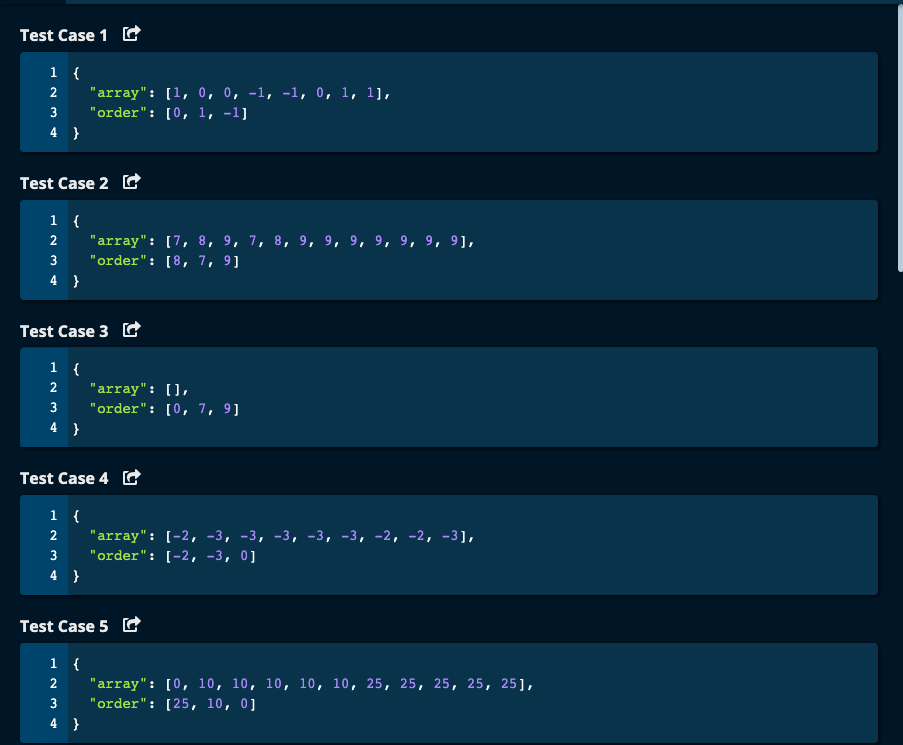 Test Case 1
1 {
2 "array": [1, 0, 0, -1, -1, 0, 1, 1],
3 "order": [0, 1, -1]
4 }
Test Case 2
1 {
2 "array": [7, 8, 9, 7, 8, 9, 9, 9, 9, 9, 9, 9],
3 "order": [8, 7, 9]
4 }
Test Case 3
1 {
2 "array": [],
3 "order": [0, 7, 9]
4 }
Test Case 4
1 {
2 "array": [-2, -3, -3, -3, -3, -3, -2, -2, -3],
3 "order": [-2, -3, 0]
4 }
Test Case 5
1 {
2 "array": [0, 10, 10, 10, 10, 10, 25, 25, 25, 25, 25],
3 "order": [25, 10, 0]
4 }